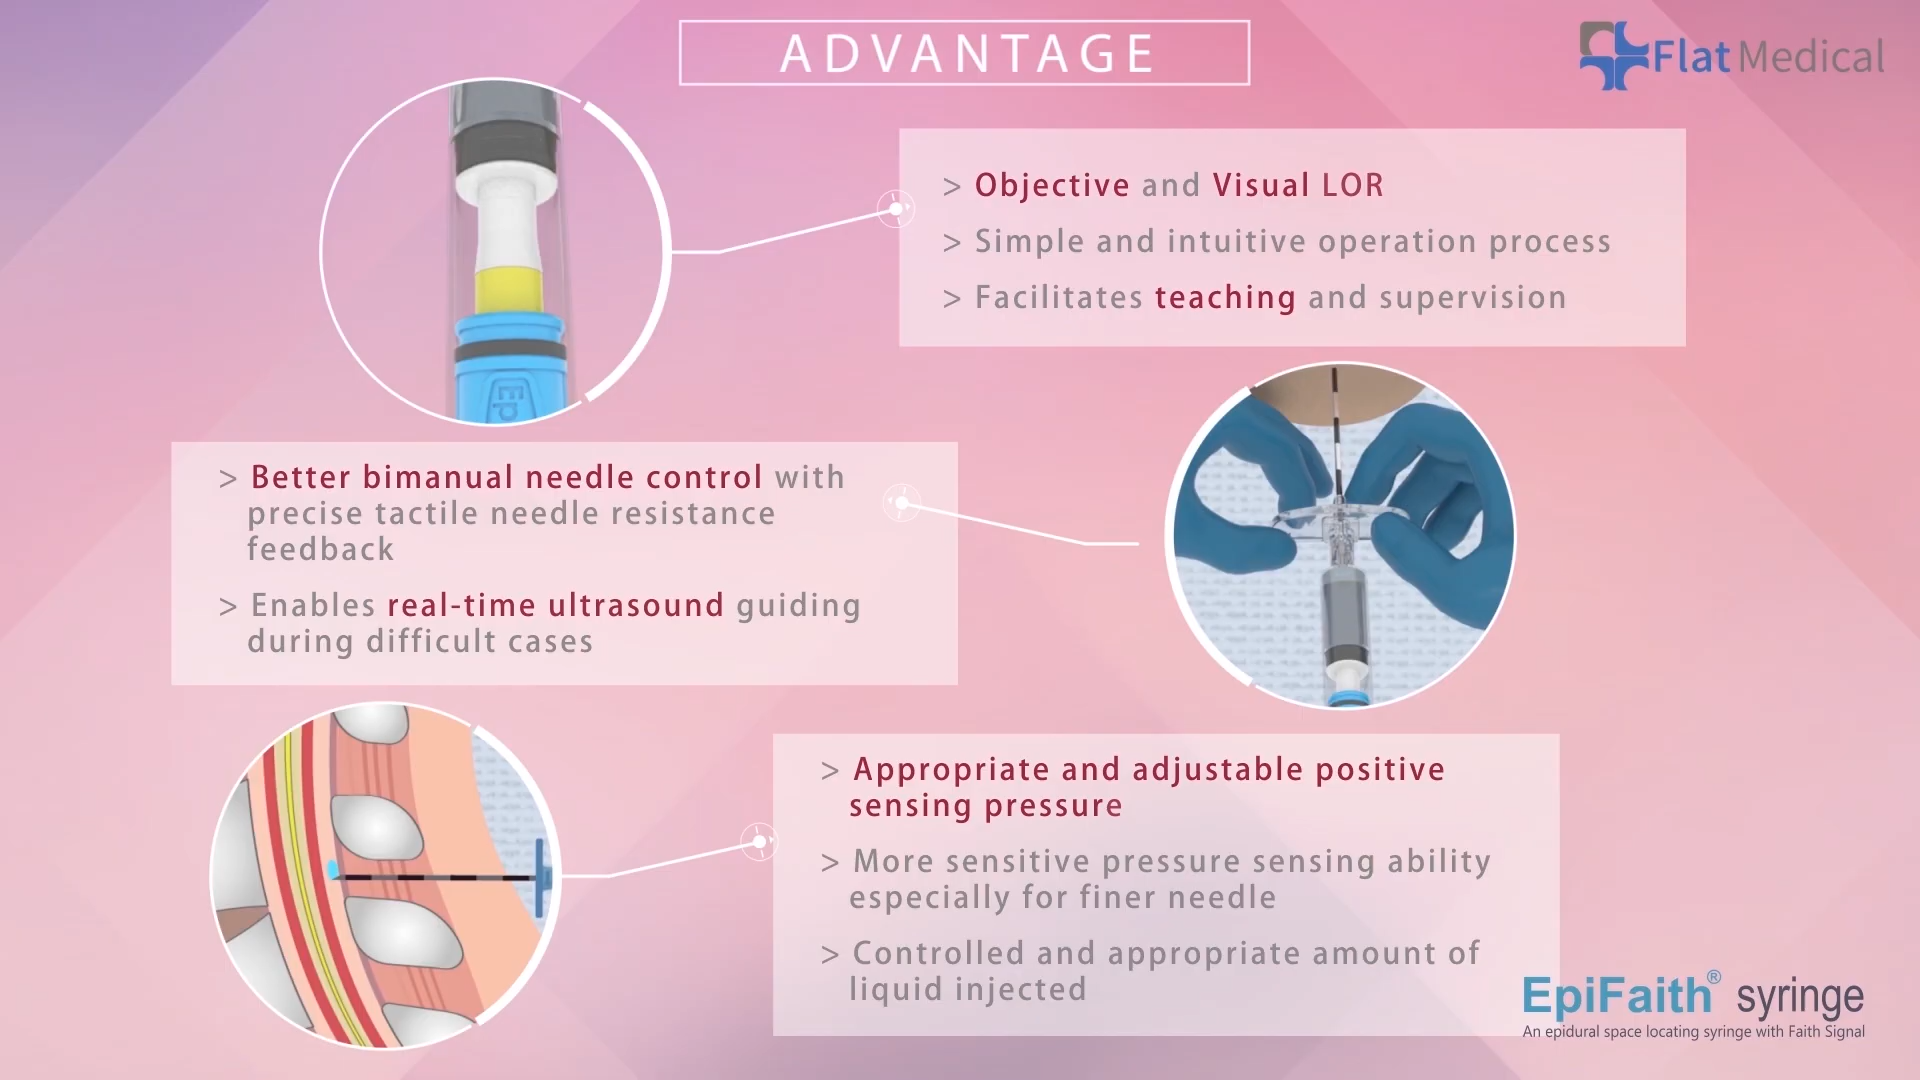 ADVANTAGE
Flat Medical
> Objective and Visual LOR
> Simple and intuitive operation process
> Facilitates teaching and supervision
Ep
> Better bimanual needle control with
precise tactile needle resistance
feedback
> Enables real-time ultrasound guiding
during difficult cases
> Appropriate and adjustable positive
sensing pressure
> More sensitive pressure sensing ability
especially for finer needle
> Controlled and appropriate amount of
liquid injected
EpiFaith® syringe
An epidural space locating syringe with Faith Signal